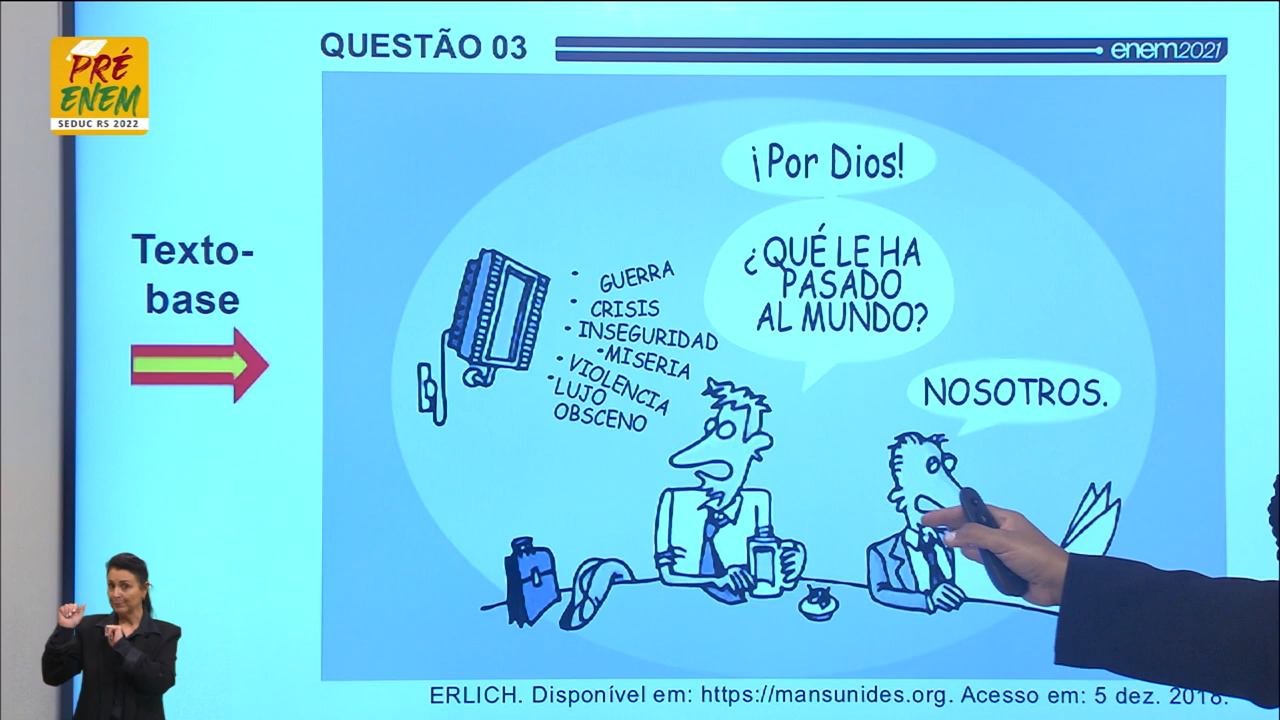 PRÉ
ENEM
SEDUC RS 2022
QUESTÃO 03
enem2021
Texto-
base
¡Por Dios!
¿QUÉ LE HA
PASADO
AL MUNDO?
NOSOTROS.
• GUERRA
• CRISIS
• INSEGURIDAD
• MISERIA
• VIOLENCIA
• LUJO
OBSCENO
ERLICH. Disponível em: https://mansunides.org. Acesso em: 5 dez. 2018.